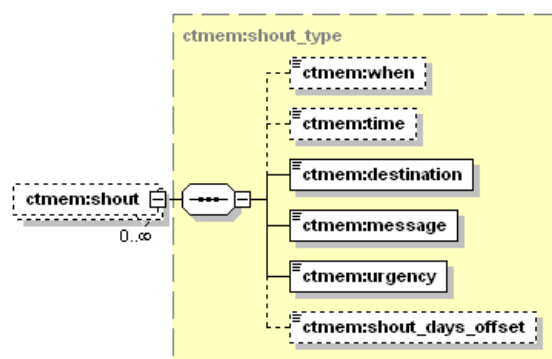 ctmem:shout_type
ctmem:when
ctmem:time
ctmem:destination
ctmem:shout
0..∞
ctmem:message
ctmem:urgency
ctmem:shout_days_offset